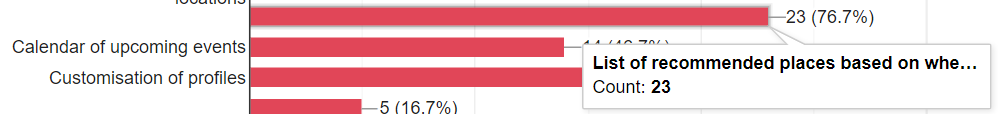 locations
23 (76.7%)
Calendar of upcoming events
List of recommended places based on whe…
Customisation of profiles
Count: 23
5 (16.7%)